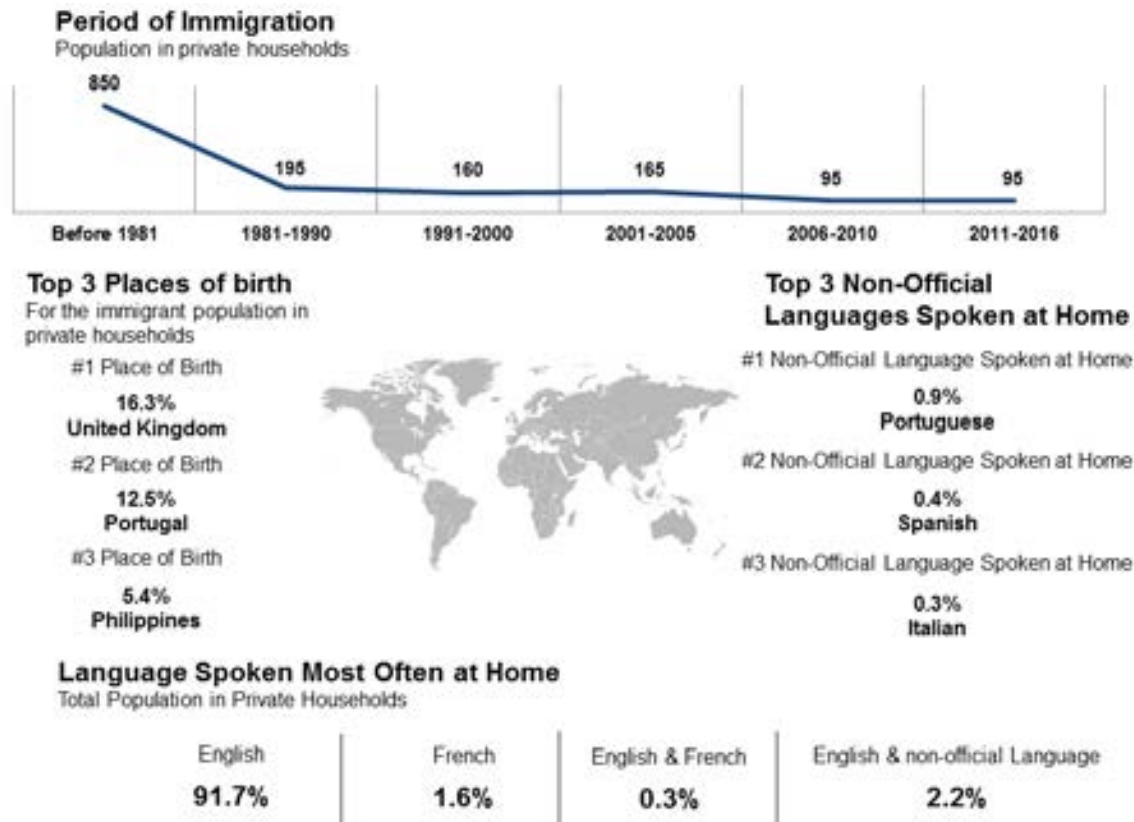 Period of Immigration
Population in private households
850
195
160
165
95
95
Before 1981
1981-1990
1991-2000
2001-2005
2006-2010
2011-2016
Top 3 Places of birth
For the immigrant population in
private households
#1 Place of Birth
16.3%
United Kingdom
#2 Place of Birth
12.5%
Portugal
#3 Place of Birth
5.4%
Philippines
Top 3 Non-Official
Languages Spoken at Home
#1 Non-Official Language Spoken at Home
0.9%
Portuguese
#2 Non-Official Language Spoken at Home
0.4%
Spanish
#3 Non-Official Language Spoken at Home
0.3%
Italian
Language Spoken Most Often at Home
Total Population in Private Households
English
91.7%
French
1.6%
English & French
0.3%
English & non-official Language
2.2%